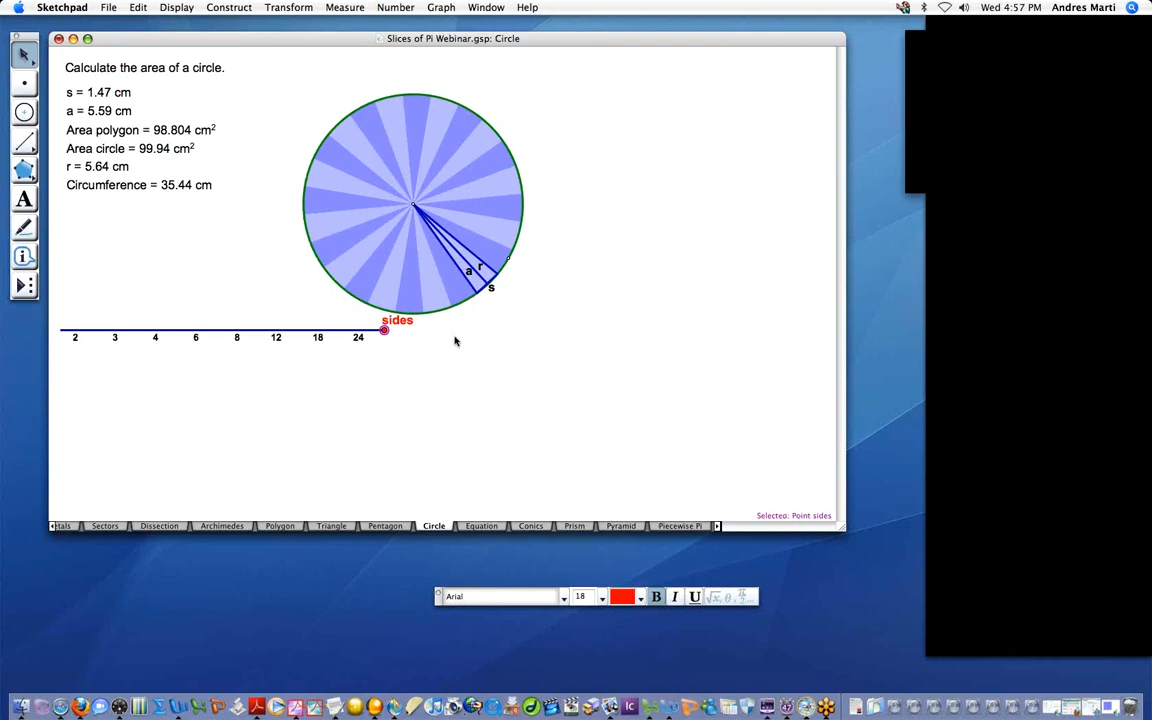 Sketchpad File Edit Display Construct Transform Measure Number Graph Window Help Wed 4:57 PM Andres Marti
Slices of Pi Webinar.gsp: Circle
Calculate the area of a circle.
s = 1.47 cm
a = 5.59 cm
Area polygon = 98.804 cm²
Area circle = 99.94 cm²
r = 5.64 cm
Circumference = 35.44 cm
A
a r
s
sides
2 3 4 6 8 12 18 24
Selected: Point sides
etals Sectors Dissection Archimedes Polygon Triangle Pentagon Circle Equation Conics Prism Pyramid Piecewise Pi
Arial 18 B I U